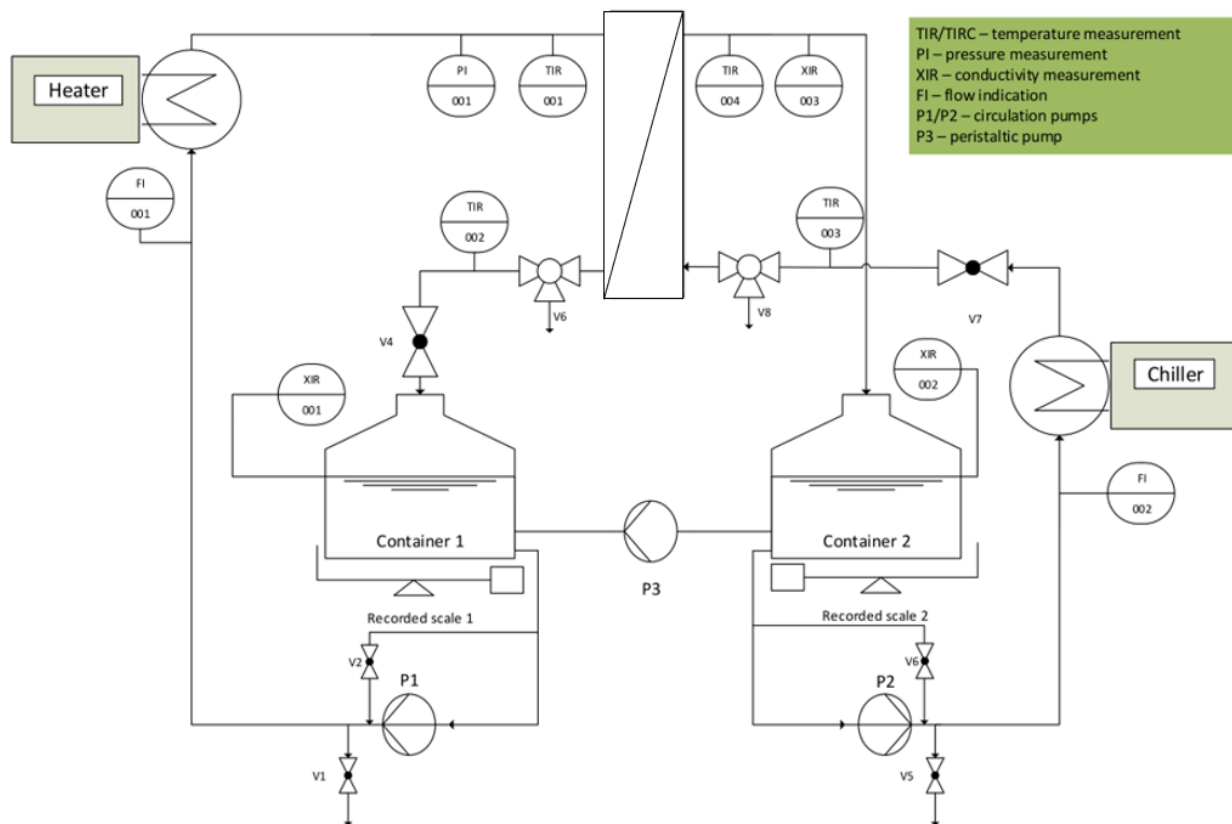 TIR/TIRC – temperature measurement
PI – pressure measurement
XIR – conductivity measurement
FI – flow indication
P1/P2 – circulation pumps
P3 – peristaltic pump
Heater
PI
001
TIR
001
TIR
004
XIR
003
FI
001
TIR
002
TIR
003
V6
V8
V7
V4
XIR
001
XIR
002
Chiller
FI
002
Container 1
Container 2
P3
Recorded scale 1
Recorded scale 2
V2
P1
P2
V6
V1
V5